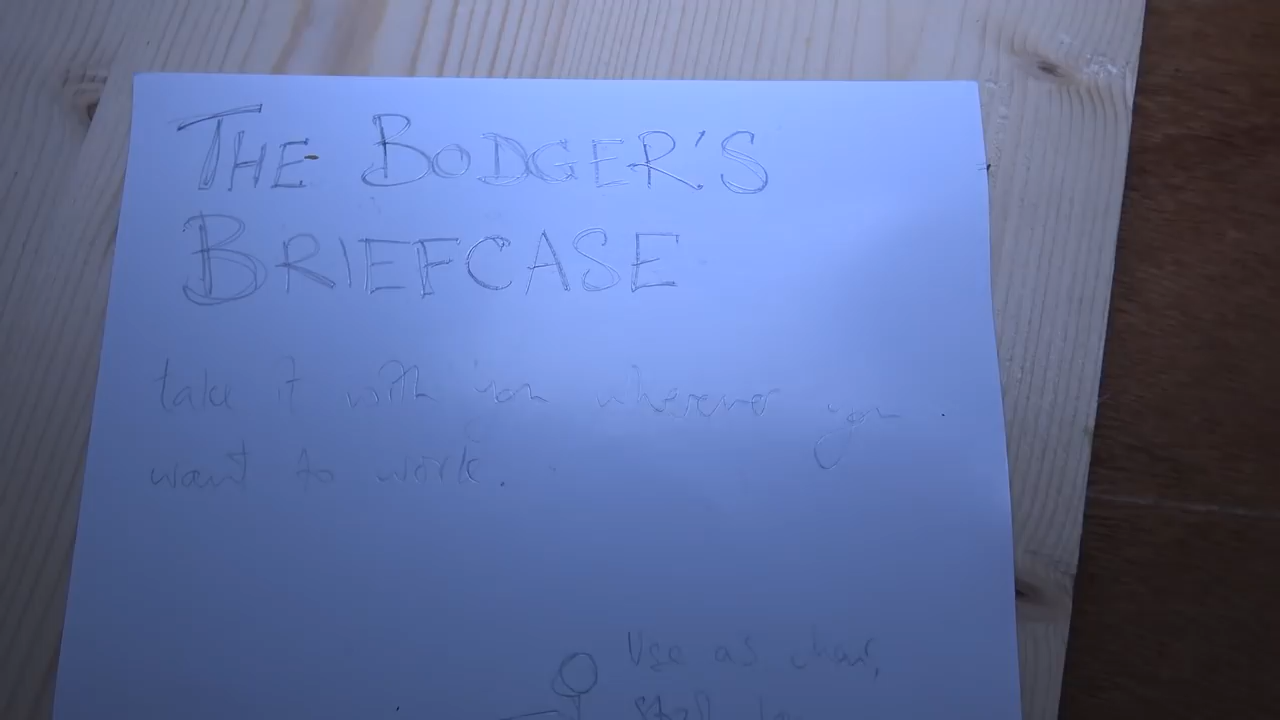 THE BODGER'S
BRIEFCASE
take it with you wherever you
want to work.
Use as chair,